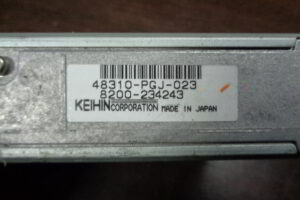 48310-PGJ-023
8200-234243
KEIHIN CORPORATION MADE IN JAPAN